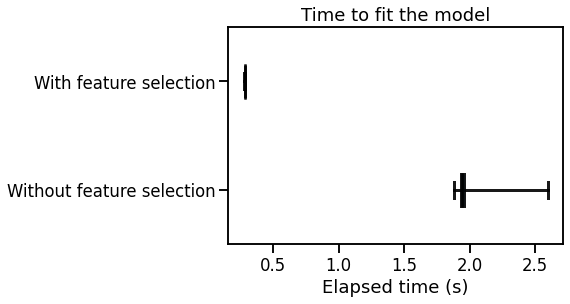 Time to fit the model
With feature selection
Without feature selection
0.5 1.0 1.5 2.0 2.5
Elapsed time (s)